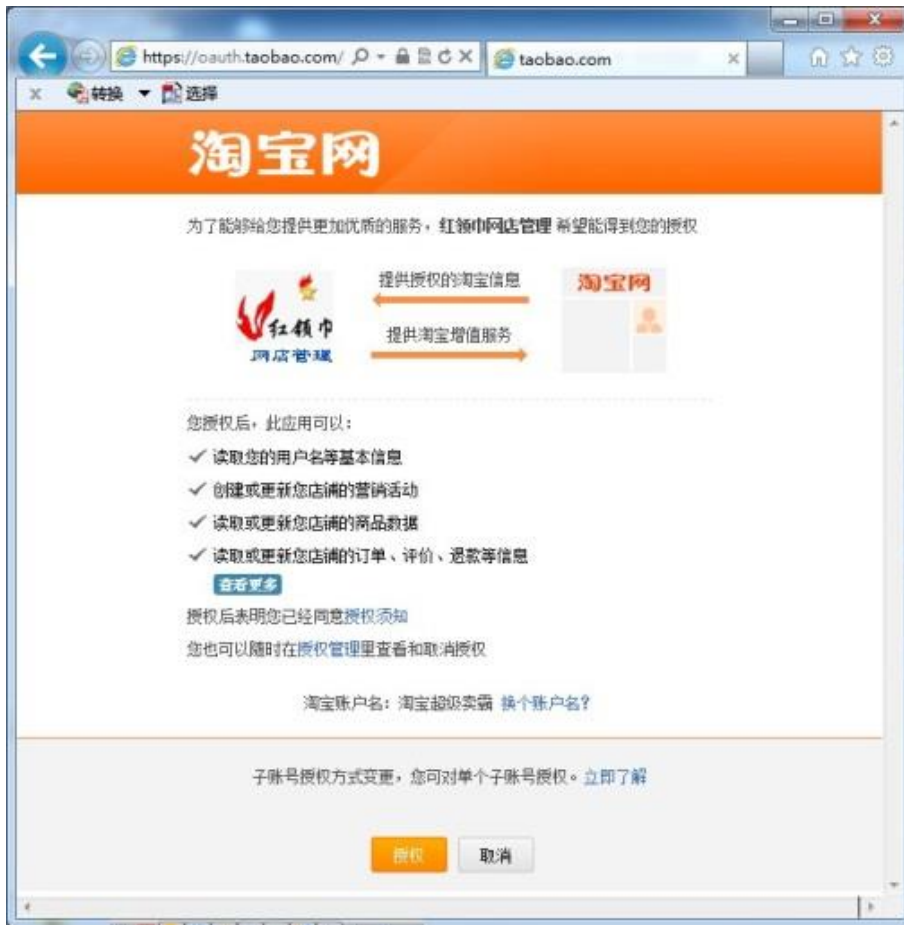 https://oauth.taobao.com/
taobao.com
转换 选择
淘宝网
为了能够给您提供更加优质的服务，红领巾网店管理 希望能得到您的授权
提供授权的淘宝信息
淘宝网
红领巾
提供淘宝增值服务
网店管理
您授权后，此应用可以：
读取您的用户名等基本信息
创建或更新您店铺的营销活动
读取或更新您店铺的商品数据
读取或更新您店铺的订单、评价、退款等信息
查看更多
授权后表明您已经同意授权须知
您也可以随时在授权管理里查看和取消授权
淘宝账户名：淘宝超级卖霸 换个账户名？
子账号授权方式变更，您可对单个子账号授权。立即了解
授权 取消